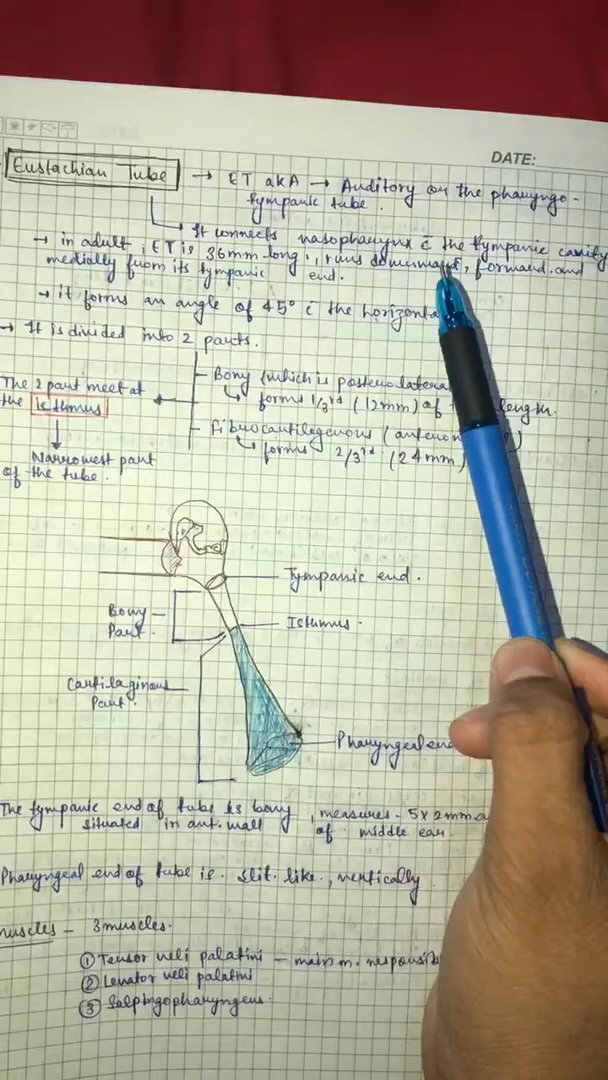 DATE:
Eustachian Tube → ET aKA → Auditory or the pharyngo-
tympanic tube.
→ It connects nasopharynx c̄ the tympanic cavity
→ in adult, ET is 36mm long, runs downward, forward and
medially from its tympanic end.
→ it forms an angle of 45° c̄ the horizonta
→ It is divided into 2 parts.
Bony (which is posterolatera
forms 1/3rd (12mm) of length.
The 2 part meet at
the isthmus
Fibrocartilegenous (
forms 2/3rd (24mm)
Narrowest part
of the tube.
Tympanic end.
Bony
Part.
Isthmus.
Cartilaginous
Part.
Pharyngeal end
The tympanic end of tube is bony, measures - 5x2mm
situated in ant. wall of middle ear.
Pharyngeal end of tube is slit like, vertically
muscles - 3 muscles.
① Tensor veli palatini - main m. responsib
② Levator veli palatini
③ Salpingopharyngeus.